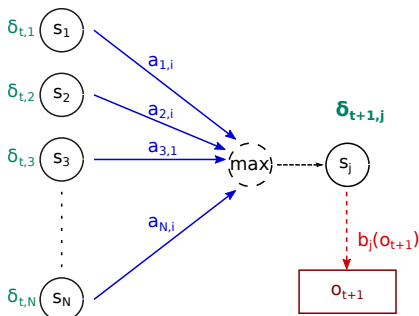 δt,1 s1
a1,i
δt,2 s2
a2,i
δt+1,j
δt,3 s3
a3,1
max
sj
aN,i
bj(ot+1)
δt,N sN
ot+1